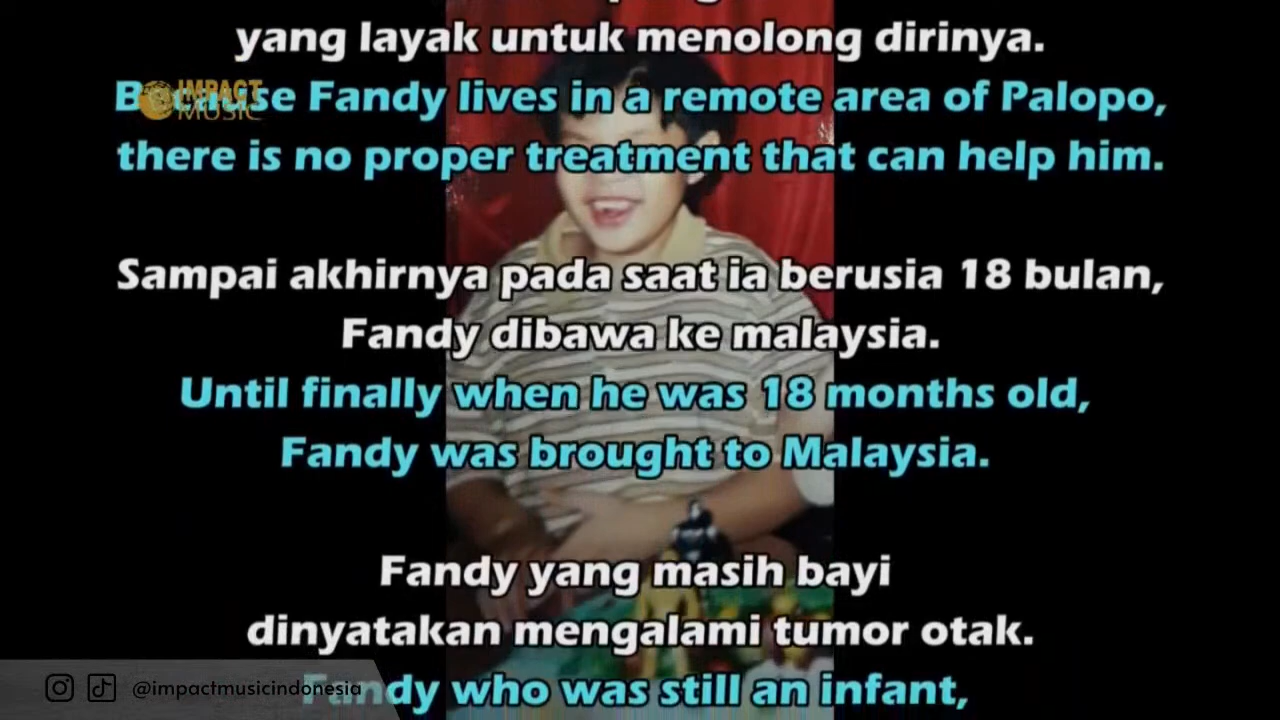 yang layak untuk menolong dirinya.
Because Fandy lives in a remote area of Palopo,
there is no proper treatment that can help him.
IMPACT
MUSIC
Sampai akhirnya pada saat ia berusia 18 bulan,
Fandy dibawa ke malaysia.
Until finally when he was 18 months old,
Fandy was brought to Malaysia.
Fandy yang masih bayi
dinyatakan mengalami tumor otak.
Fandy who was still an infant,
@impactmusicindonesia